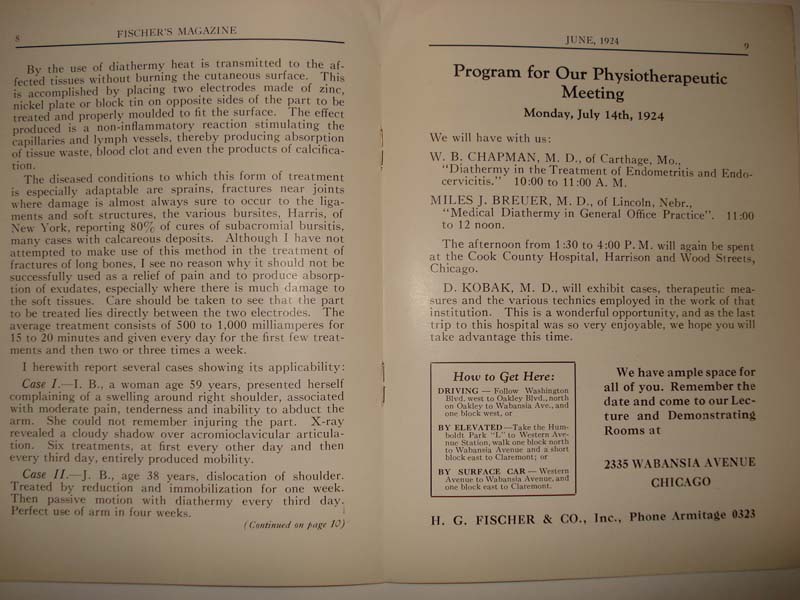 8
FISCHER'S MAGAZINE
By the use of diathermy heat is transmitted to the af-
fected tissues without burning the cutaneous surface. This
is accomplished by placing two electrodes made of zinc,
nickel plate or block tin on opposite sides of the part to be
treated and properly moulded to fit the surface. The effect
produced is a non-inflammatory reaction stimulating the
capillaries and lymph vessels, thereby producing absorption
of tissue waste, blood clot and even the products of calcifica-
tion.
The diseased conditions to which this form of treatment
is especially adaptable are sprains, fractures near joints
where damage is almost always sure to occur to the liga-
ments and soft structures, the various bursites, Harris, of
New York, reporting 80% of cures of subacromial bursitis,
many cases with calcareous deposits. Although I have not
attempted to make use of this method in the treatment of
fractures of long bones, I see no reason why it should not be
successfully used as a relief of pain and to produce absorp-
tion of exudates, especially where there is much damage to
the soft tissues. Care should be taken to see that the part
to be treated lies directly between the two electrodes. The
average treatment consists of 500 to 1,000 milliamperes for
15 to 20 minutes and given every day for the first few treat-
ments and then two or three times a week.
I herewith report several cases showing its applicability:
Case I.—I. B., a woman age 59 years, presented herself
complaining of a swelling around right shoulder, associated
with moderate pain, tenderness and inability to abduct the
arm. She could not remember injuring the part. X-ray
revealed a cloudy shadow over acromioclavicular articula-
tion. Six treatments, at first every other day and then
every third day, entirely produced mobility.
Case II.—J. B., age 38 years, dislocation of shoulder.
Treated by reduction and immobilization for one week.
Then passive motion with diathermy every third day.
Perfect use of arm in four weeks.
(Continued on page 10)
JUNE, 1924
9
Program for Our Physiotherapeutic
Meeting
Monday, July 14th, 1924
We will have with us:
W. B. CHAPMAN, M. D., of Carthage, Mo.,
"Diathermy in the Treatment of Endometritis and Endo-
cervicitis." 10:00 to 11:00 A. M.
MILES J. BREUER, M. D., of Lincoln, Nebr.,
"Medical Diathermy in General Office Practice". 11:00
to 12 noon.
The afternoon from 1:30 to 4:00 P. M. will again be spent
at the Cook County Hospital, Harrison and Wood Streets,
Chicago.
D. KOBAK, M. D., will exhibit cases, therapeutic mea-
sures and the various technics employed in the work of that
institution. This is a wonderful opportunity, and as the last
trip to this hospital was so very enjoyable, we hope you will
take advantage this time.
How to Get Here:
DRIVING — Follow Washington
Blvd. west to Oakley Blvd., north
on Oakley to Wabansia Ave., and
one block west, or
BY ELEVATED—Take the Hum-
boldt Park "L" to Western Ave-
nue Station, walk one block north
to Wabansia Avenue and a short
block east to Claremont; or
BY SURFACE CAR — Western
Avenue to Wabansia Avenue, and
one block east to Claremont.
We have ample space for
all of you. Remember the
date and come to our Lec-
ture and Demonstrating
Rooms at
2335 WABANSIA AVENUE
CHICAGO
H. G. FISCHER & CO., Inc., Phone Armitage 0323